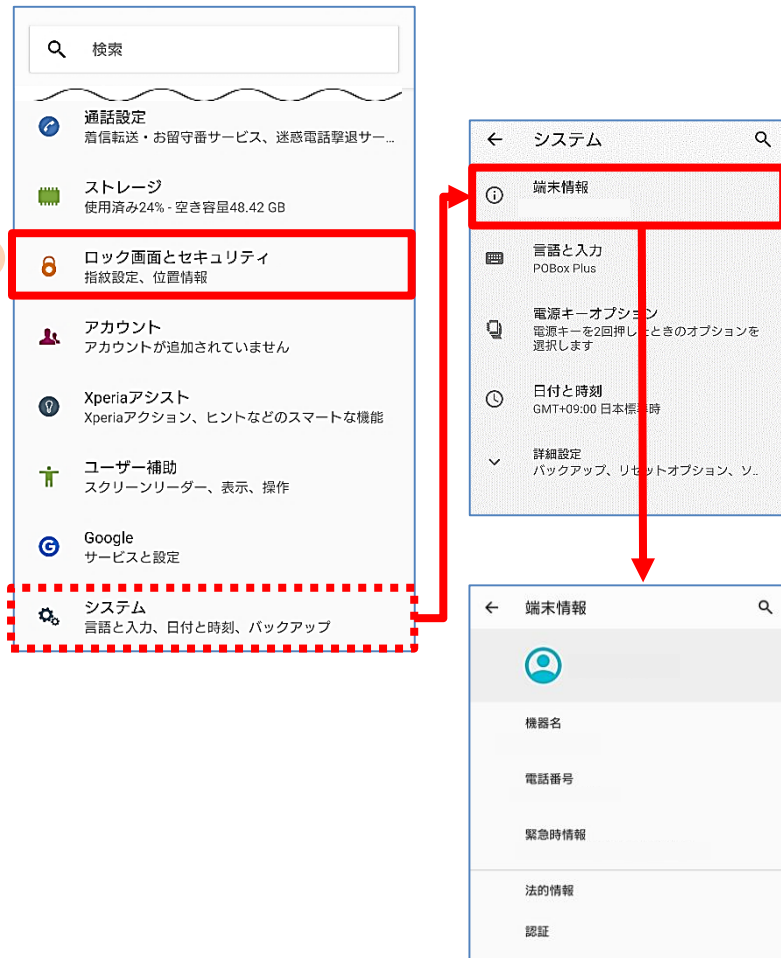 検索
通話設定
着信転送・お留守番サービス、迷惑電話撃退サー...
ストレージ
使用済み24% - 空き容量48.42 GB
ロック画面とセキュリティ
指紋設定、位置情報
アカウント
アカウントが追加されていません
Xperiaアシスト
Xperiaアクション、ヒントなどのスマートな機能
ユーザー補助
スクリーンリーダー、表示、操作
Google
サービスと設定
システム
言語と入力、日付と時刻、バックアップ
システム
端末情報
言語と入力
POBox Plus
電源キーオプション
電源キーを2回押したときのオプションを
選択します
日付と時刻
GMT+09:00 日本標準時
詳細設定
バックアップ、リセットオプション、ソ..
端末情報
機器名
電話番号
緊急時情報
法的情報
認証